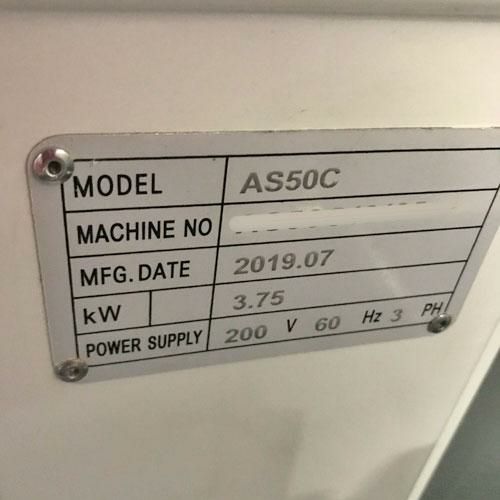 MODEL AS50C
MACHINE NO
MFG. DATE 2019.07
kW 3.75
POWER SUPPLY 200 V 60 Hz 3 PH